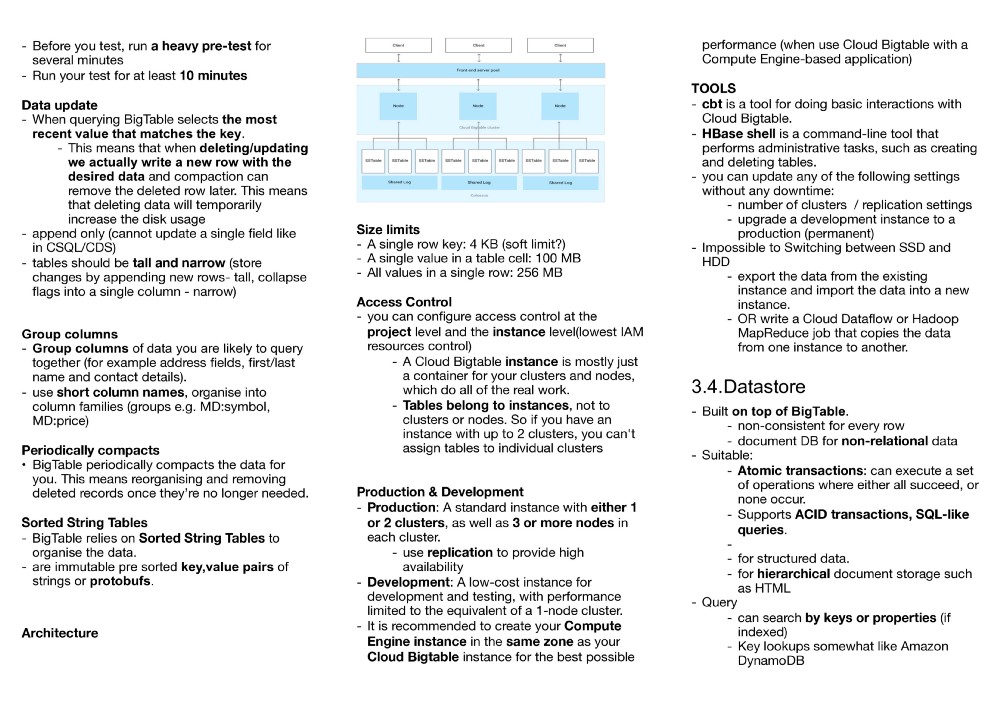 - Before you test, run a heavy pre-test for
several minutes
- Run your test for at least 10 minutes
Data update
- When querying BigTable selects the most
recent value that matches the key.
- This means that when deleting/updating
we actually write a new row with the
desired data and compaction can
remove the deleted row later. This means
that deleting data will temporarily
increase the disk usage
- append only (cannot update a single field like
in CSQL/CDS)
- tables should be tall and narrow (store
changes by appending new rows- tall, collapse
flags into a single column - narrow)
Group columns
- Group columns of data you are likely to query
together (for example address fields, first/last
name and contact details).
- use short column names, organise into
column families (groups e.g. MD:symbol,
MD:price)
Periodically compacts
• BigTable periodically compacts the data for
you. This means reorganising and removing
deleted records once they're no longer needed.
Sorted String Tables
- BigTable relies on Sorted String Tables to
organise the data.
- are immutable pre sorted key,value pairs of
strings or protobufs.
Architecture
Client Client Client
Front-end server pool
Node Node Node
Cloud Bigtable cluster
SSTable SSTable SSTable SSTable SSTable SSTable SSTable SSTable SSTable
Shared Log Shared Log Shared Log
Size limits
- A single row key: 4 KB (soft limit?)
- A single value in a table cell: 100 MB
- All values in a single row: 256 MB
Access Control
- you can configure access control at the
project level and the instance level(lowest IAM
resources control)
- A Cloud Bigtable instance is mostly just
a container for your clusters and nodes,
which do all of the real work.
- Tables belong to instances, not to
clusters or nodes. So if you have an
instance with up to 2 clusters, you can't
assign tables to individual clusters
Production & Development
- Production: A standard instance with either 1
or 2 clusters, as well as 3 or more nodes in
each cluster.
- use replication to provide high
availability
- Development: A low-cost instance for
development and testing, with performance
limited to the equivalent of a 1-node cluster.
- It is recommended to create your Compute
Engine instance in the same zone as your
Cloud Bigtable instance for the best possible
performance (when use Cloud Bigtable with a
Compute Engine-based application)
TOOLS
- cbt is a tool for doing basic interactions with
Cloud Bigtable.
- HBase shell is a command-line tool that
performs administrative tasks, such as creating
and deleting tables.
- you can update any of the following settings
without any downtime:
- number of clusters / replication settings
- upgrade a development instance to a
production (permanent)
- Impossible to Switching between SSD and
HDD
- export the data from the existing
instance and import the data into a new
instance.
- OR write a Cloud Dataflow or Hadoop
MapReduce job that copies the data
from one instance to another.
3.4.Datastore
- Built on top of BigTable.
- non-consistent for every row
- document DB for non-relational data
- Suitable:
- Atomic transactions: can execute a set
of operations where either all succeed, or
none occur.
- Supports ACID transactions, SQL-like
queries.
-
- for structured data.
- for hierarchical document storage such
as HTML
- Query
- can search by keys or properties (if
indexed)
- Key lookups somewhat like Amazon
DynamoDB